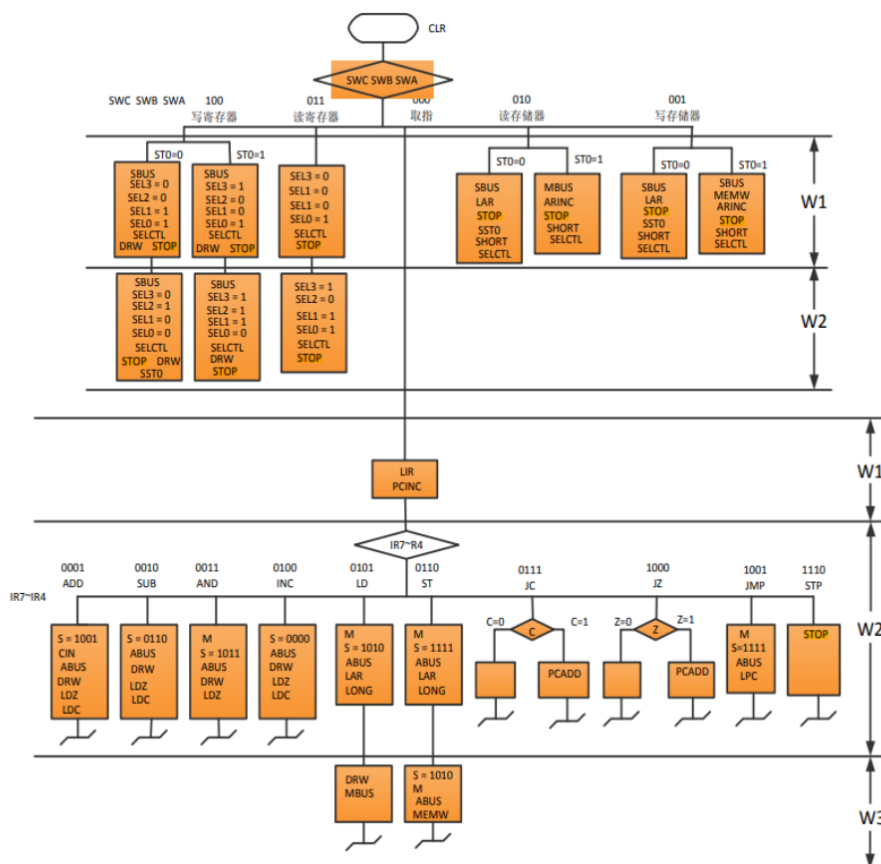 CLR
SWC SWB SWA
SWC SWB SWA 100 011 000 010 001
写寄存器 读寄存器 取指 读存储器 写存储器
ST0=0 ST0=1 ST0=0 ST0=1 ST0=0 ST0=1
SBUS
SEL3 = 0
SEL2 = 0
SEL1 = 1
SEL0 = 1
SELCTL
DRW STOP
SBUS
SEL3 = 1
SEL2 = 0
SEL1 = 0
SEL0 = 1
SELCTL
DRW STOP
SEL3 = 0
SEL1 = 0
SEL1 = 0
SEL0 = 1
SELCTL
STOP
SBUS
LAR
STOP
SST0
SHORT
SELCTL
MBUS
ARINC
STOP
SHORT
SELCTL
SBUS
LAR
STOP
SST0
SHORT
SELCTL
SBUS
MEMW
ARINC
STOP
SHORT
SELCTL
W1
SBUS
SEL3 = 0
SEL2 = 1
SEL1 = 0
SEL0 = 0
SELCTL
STOP DRW
SST0
SBUS
SEL3 = 1
SEL2 = 1
SEL1 = 1
SEL0 = 0
SELCTL
DRW
STOP
SEL3 = 1
SEL2 = 0
SEL1 = 1
SEL0 = 1
SELCTL
STOP
W2
LIR
PCINC
W1
IR7~R4
0001 0010 0011 0100 0101 0110 0111 1000 1001 1110
ADD SUB AND INC LD ST JC JZ JMP STP
IR7~IR4
S = 1001
CIN
ABUS
DRW
LDZ
LDC
S = 0110
ABUS
DRW
LDZ
LDC
M
S = 1011
ABUS
DRW
LDZ
S = 0000
ABUS
DRW
LDZ
LDC
M
S = 1010
ABUS
LAR
LONG
M
S = 1111
ABUS
LAR
LONG
C=0 C C=1
PCADD
Z=0 Z Z=1
PCADD
M
S=1111
ABUS
LPC
STOP
W2
DRW
MBUS
S = 1010
M
ABUS
MEMW
W3